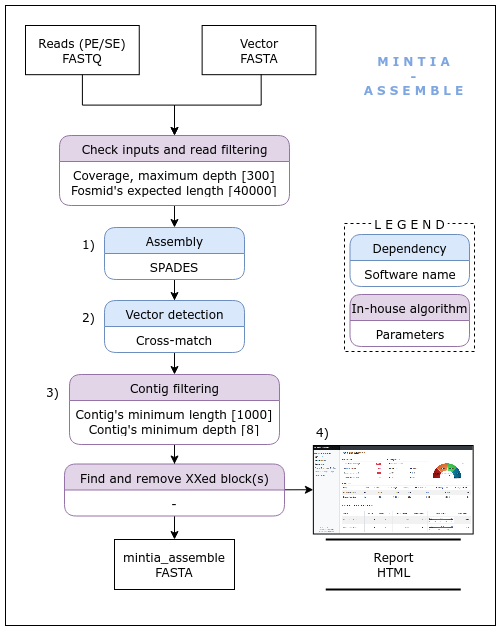 Reads (PE/SE)
FASTQ
Vector
FASTA
MINTIA
-
ASSEMBLE
Check inputs and read filtering
Coverage, maximum depth [300]
Fosmid's expected length [40000]
1)
Assembly
SPADES
2)
Vector detection
Cross-match
3)
Contig filtering
Contig's minimum length [1000]
Contig's minimum depth [8]
Find and remove XXed block(s)
-
mintia_assemble
FASTA
LEGEND
Dependency
Software name
In-house algorithm
Parameters
4)
Report
HTML